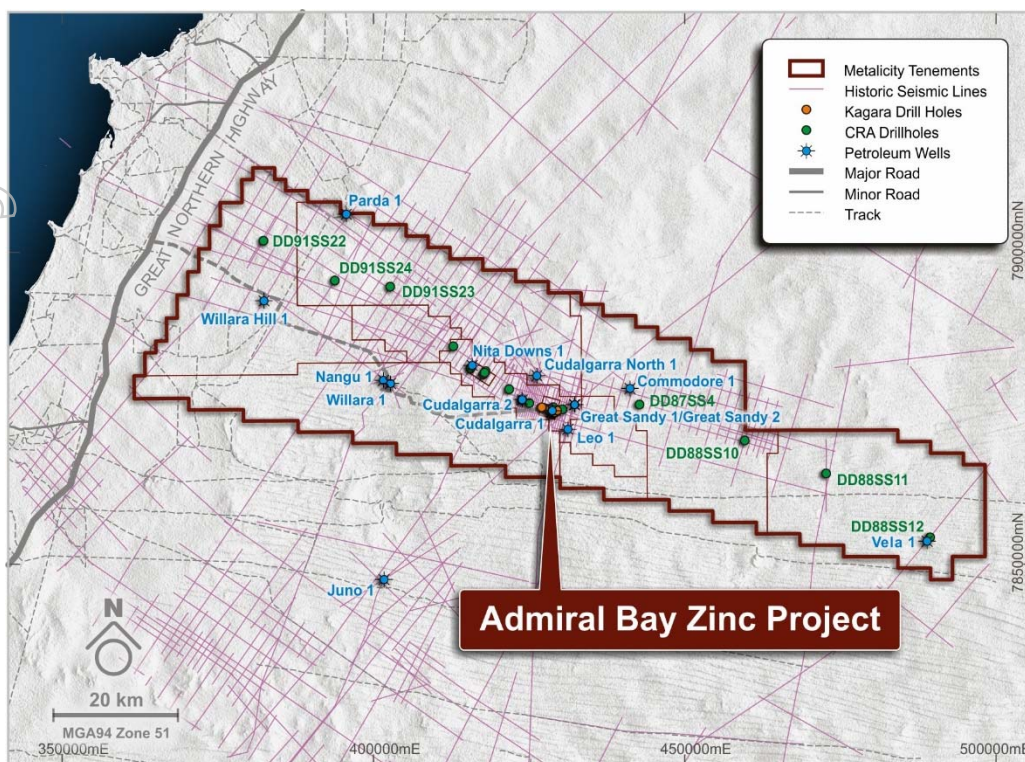 Metalicity Tenements
Historic Seismic Lines
Kagara Drill Holes
CRA Drillholes
Petroleum Wells
Major Road
Minor Road
Track
GREAT NORTHERN HIGHWAY
Parda 1
DD91SS22
DD91SS24
DD91SS23
Willara Hill 1
Nita Downs 1
Cudalgarra North 1
Nangu 1
Willara 1
Commodore 1
Cudalgarra 2
DD87SS4
Cudalgarra 1
Great Sandy 1/Great Sandy 2
Leo 1
DD88SS10
DD88SS11
DD88SS12
Vela 1
Juno 1
Admiral Bay Zinc Project
N
20 km
MGA94 Zone 51
350000mE
400000mE
450000mE
500000mE
7900000mN
7850000mN